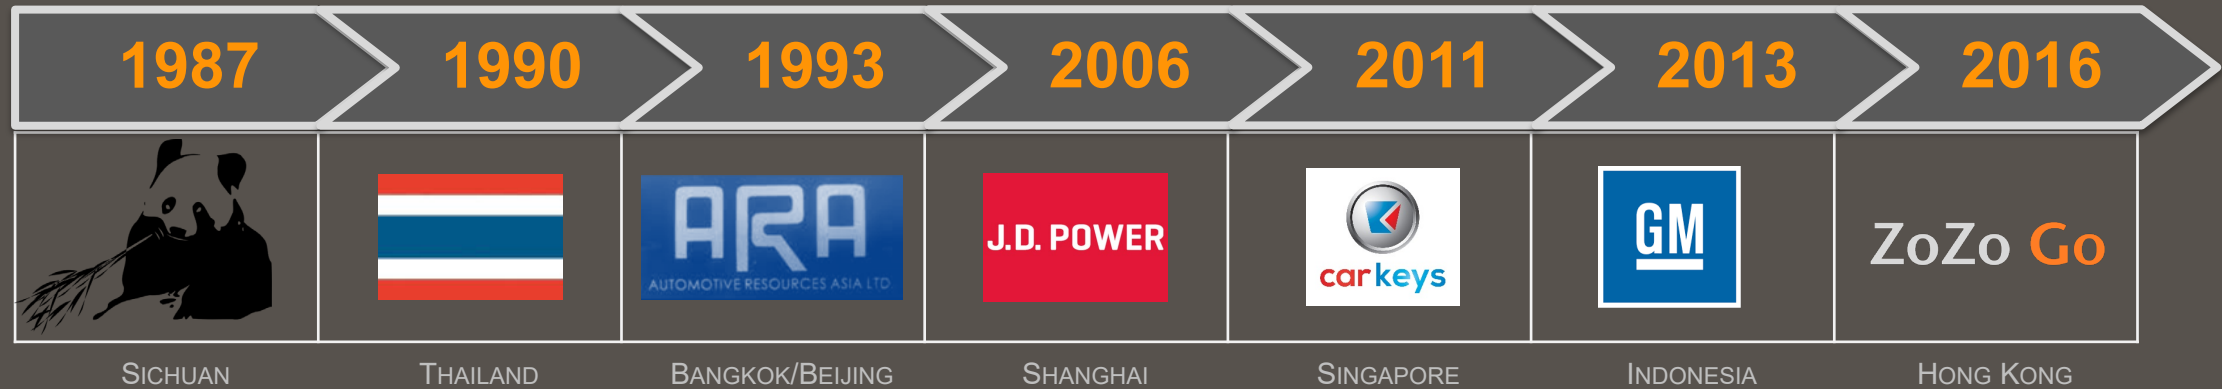 1987 1990 1993 2006 2011 2013 2016
ARA
AUTOMOTIVE RESOURCES ASIA LTD
J.D. POWER
carkeys
GM
ZoZo Go
SICHUAN THAILAND BANGKOK/BEIJING SHANGHAI SINGAPORE INDONESIA HONG KONG